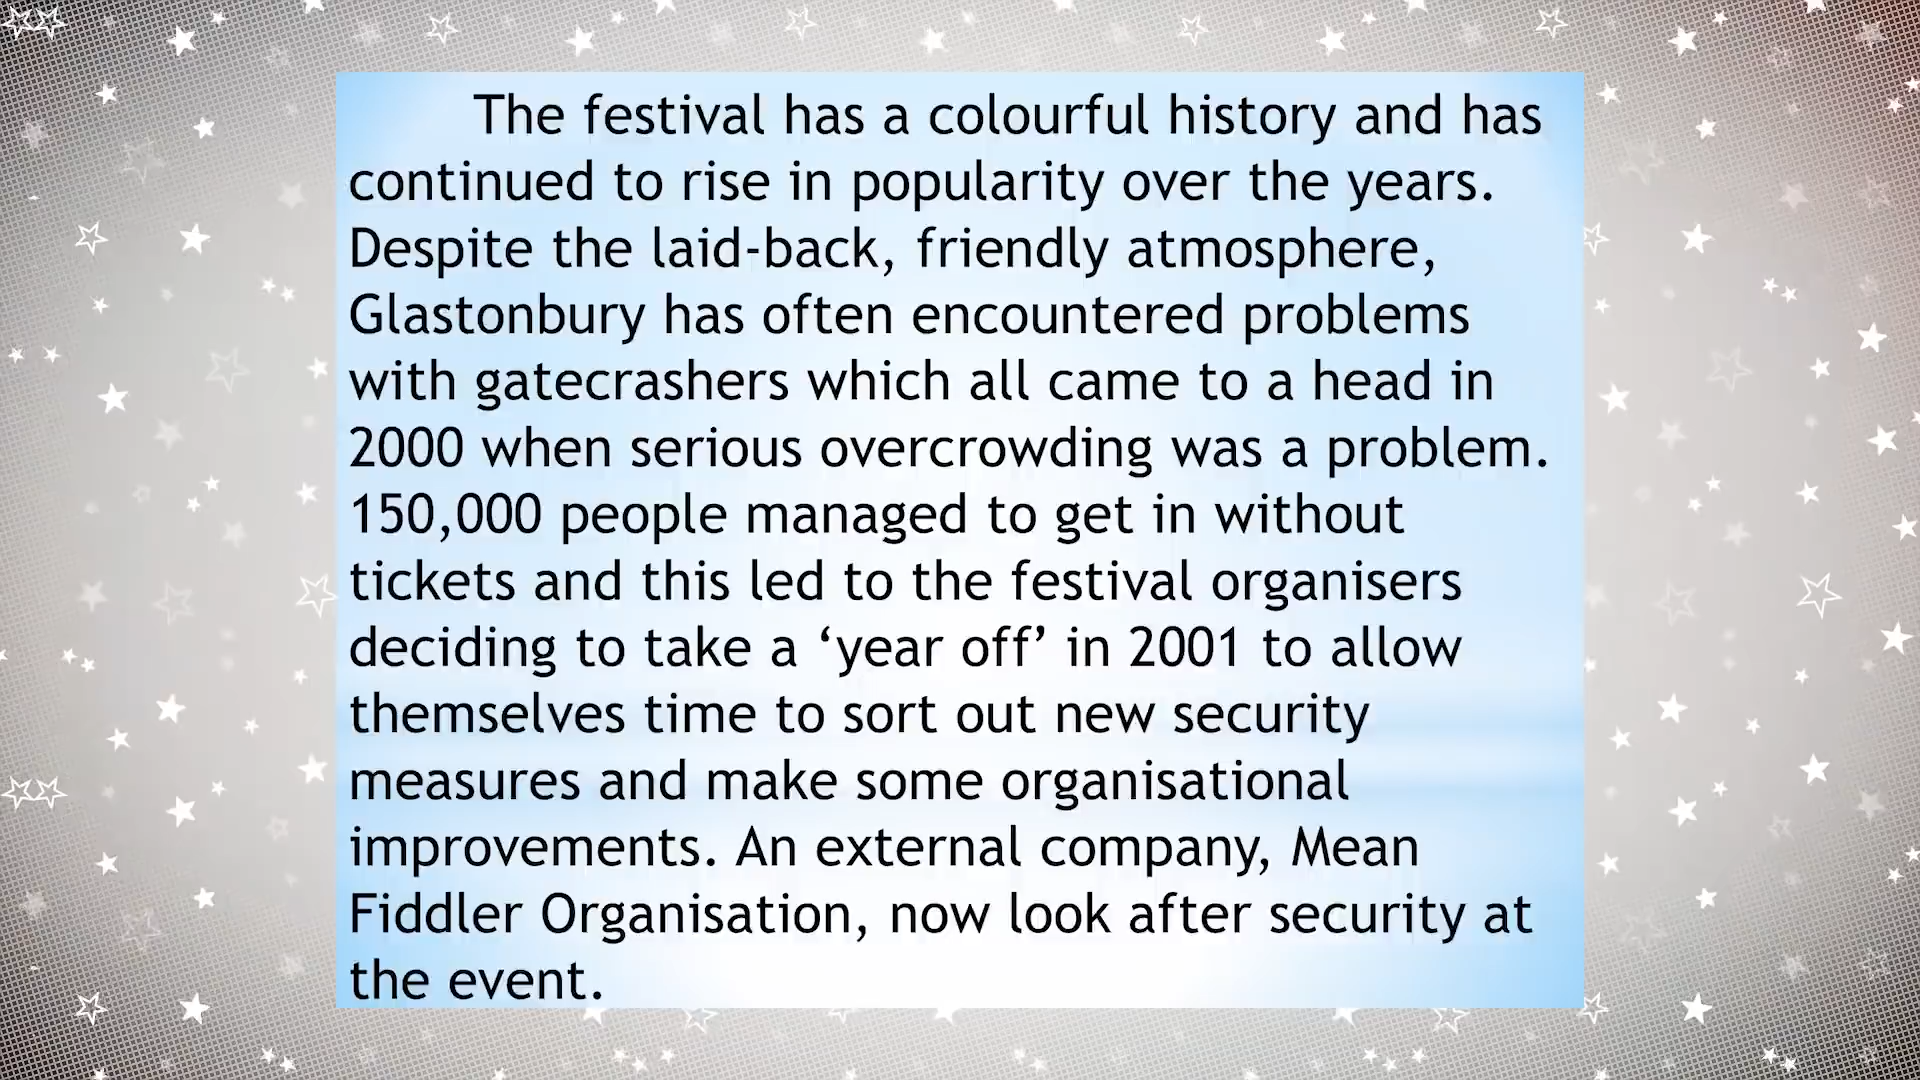 The festival has a colourful history and has
continued to rise in popularity over the years.
Despite the laid-back, friendly atmosphere,
Glastonbury has often encountered problems
with gatecrashers which all came to a head in
2000 when serious overcrowding was a problem.
150,000 people managed to get in without
tickets and this led to the festival organisers
deciding to take a ‘year off’ in 2001 to allow
themselves time to sort out new security
measures and make some organisational
improvements. An external company, Mean
Fiddler Organisation, now look after security at
the event.